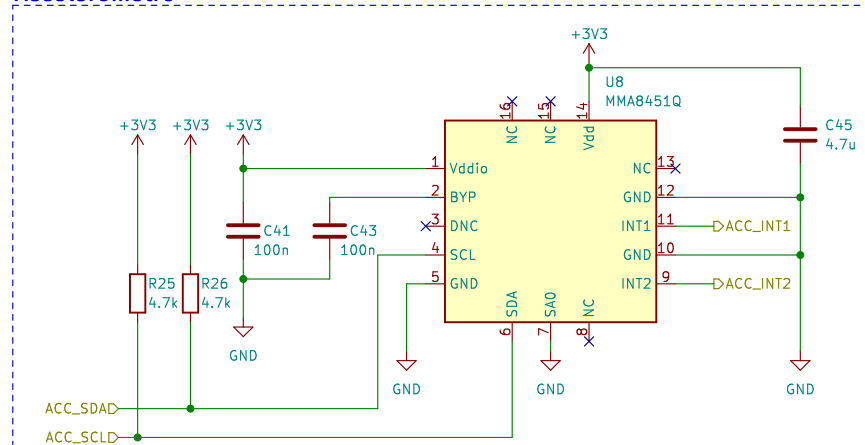 +3V3
U8
MMA8451Q
+3V3
+3V3
+3V3
16
NC
15
NC
14
Vdd
C45
4.7u
1
Vddio
NC
13
2
BYP
GND
12
3
DNC
INT1
11
ACC_INT1
C41
100n
C43
100n
4
SCL
GND
10
5
GND
INT2
9
ACC_INT2
R25
4.7k
R26
4.7k
SDA
6
SA0
7
NC
8
GND
GND
GND
GND
ACC_SDA
ACC_SCL